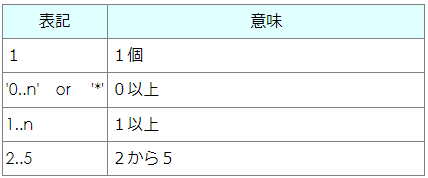 表記 意味
1 1個
'0..n' or '*' 0以上
1..n 1以上
2..5 2から5